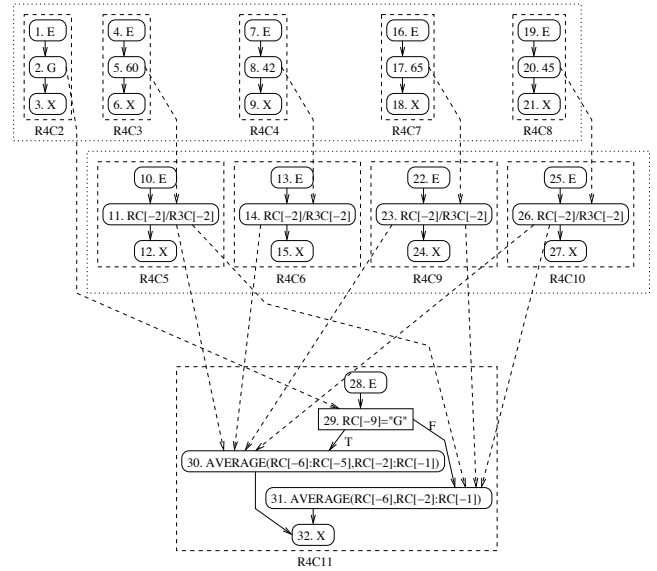 1. E
4. E
7. E
16. E
19. E
2. G
5. 60
8. 42
17. 65
20. 45
3. X
6. X
9. X
18. X
21. X
R4C2
R4C3
R4C4
R4C7
R4C8
10. E
13. E
22. E
25. E
11. RC[−2]/R3C[−2]
14. RC[−2]/R3C[−2]
23. RC[−2]/R3C[−2]
26. RC[−2]/R3C[−2]
12. X
15. X
24. X
27. X
R4C5
R4C6
R4C9
R4C10
28. E
29. RC[−9]="G"
F
T
30. AVERAGE(RC[−6]:RC[−5],RC[−2]:RC[−1])
31. AVERAGE(RC[−6],RC[−2]:RC[−1])
32. X
R4C11